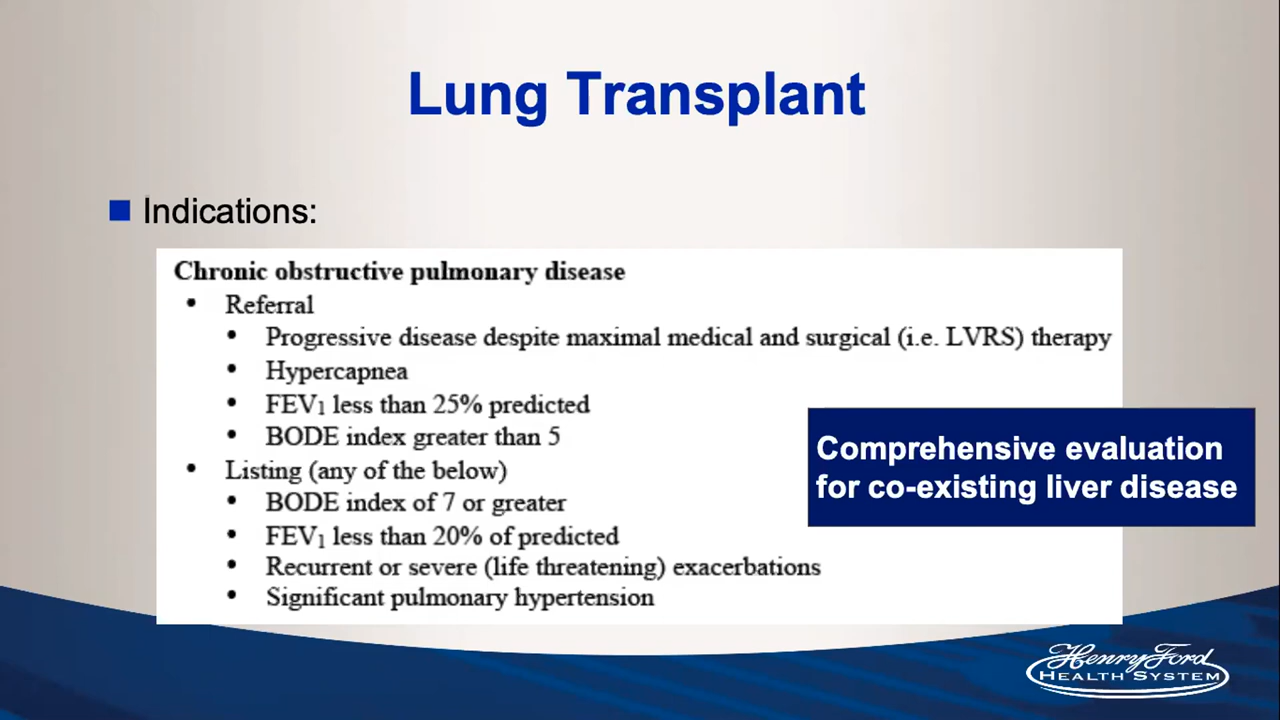 Lung Transplant
Indications:
Chronic obstructive pulmonary disease
• Referral
• Progressive disease despite maximal medical and surgical (i.e. LVRS) therapy
• Hypercapnea
• FEV₁ less than 25% predicted
• BODE index greater than 5
• Listing (any of the below)
• BODE index of 7 or greater
• FEV₁ less than 20% of predicted
• Recurrent or severe (life threatening) exacerbations
• Significant pulmonary hypertension
Comprehensive evaluation
for co-existing liver disease
Henry Ford
HEALTH SYSTEM